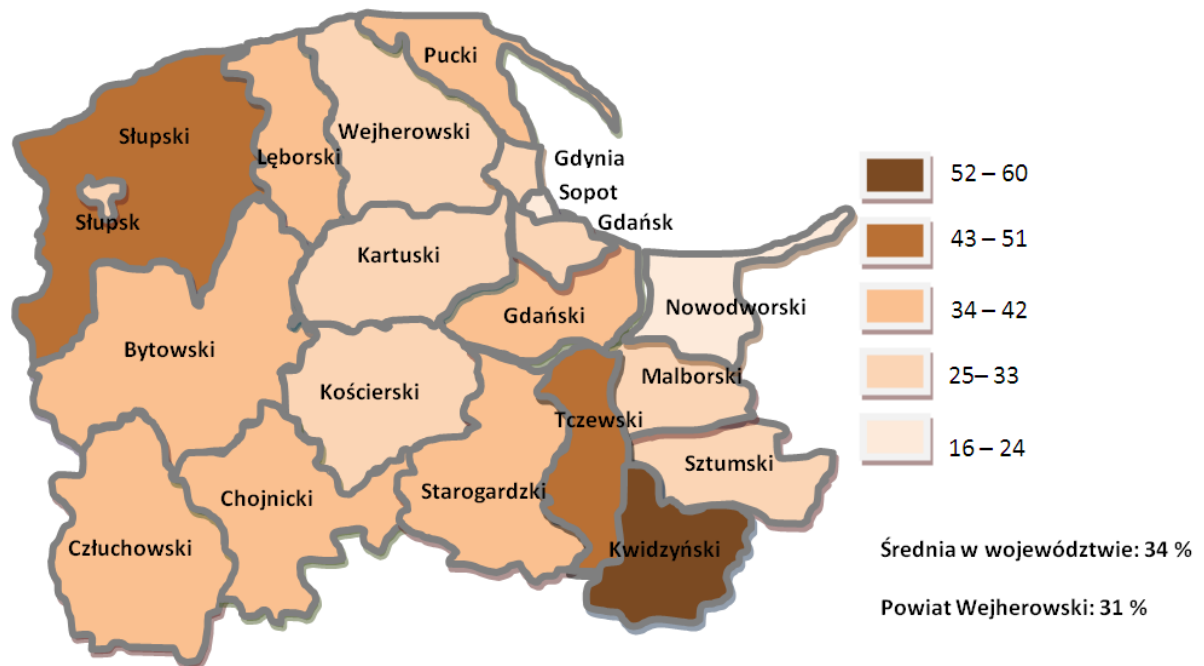 Pucki
Słupski
Wejherowski
Lęborski
Gdynia
Sopot
Słupsk
Gdańsk
Kartuski
Nowodworski
Gdański
Bytowski
Malborski
Kościerski
Tczewski
Sztumski
Starogardzki
Chojnicki
Człuchowski
Kwidzyński
52 – 60
43 – 51
34 – 42
25– 33
16 – 24
Średnia w województwie: 34 %
Powiat Wejherowski: 31 %